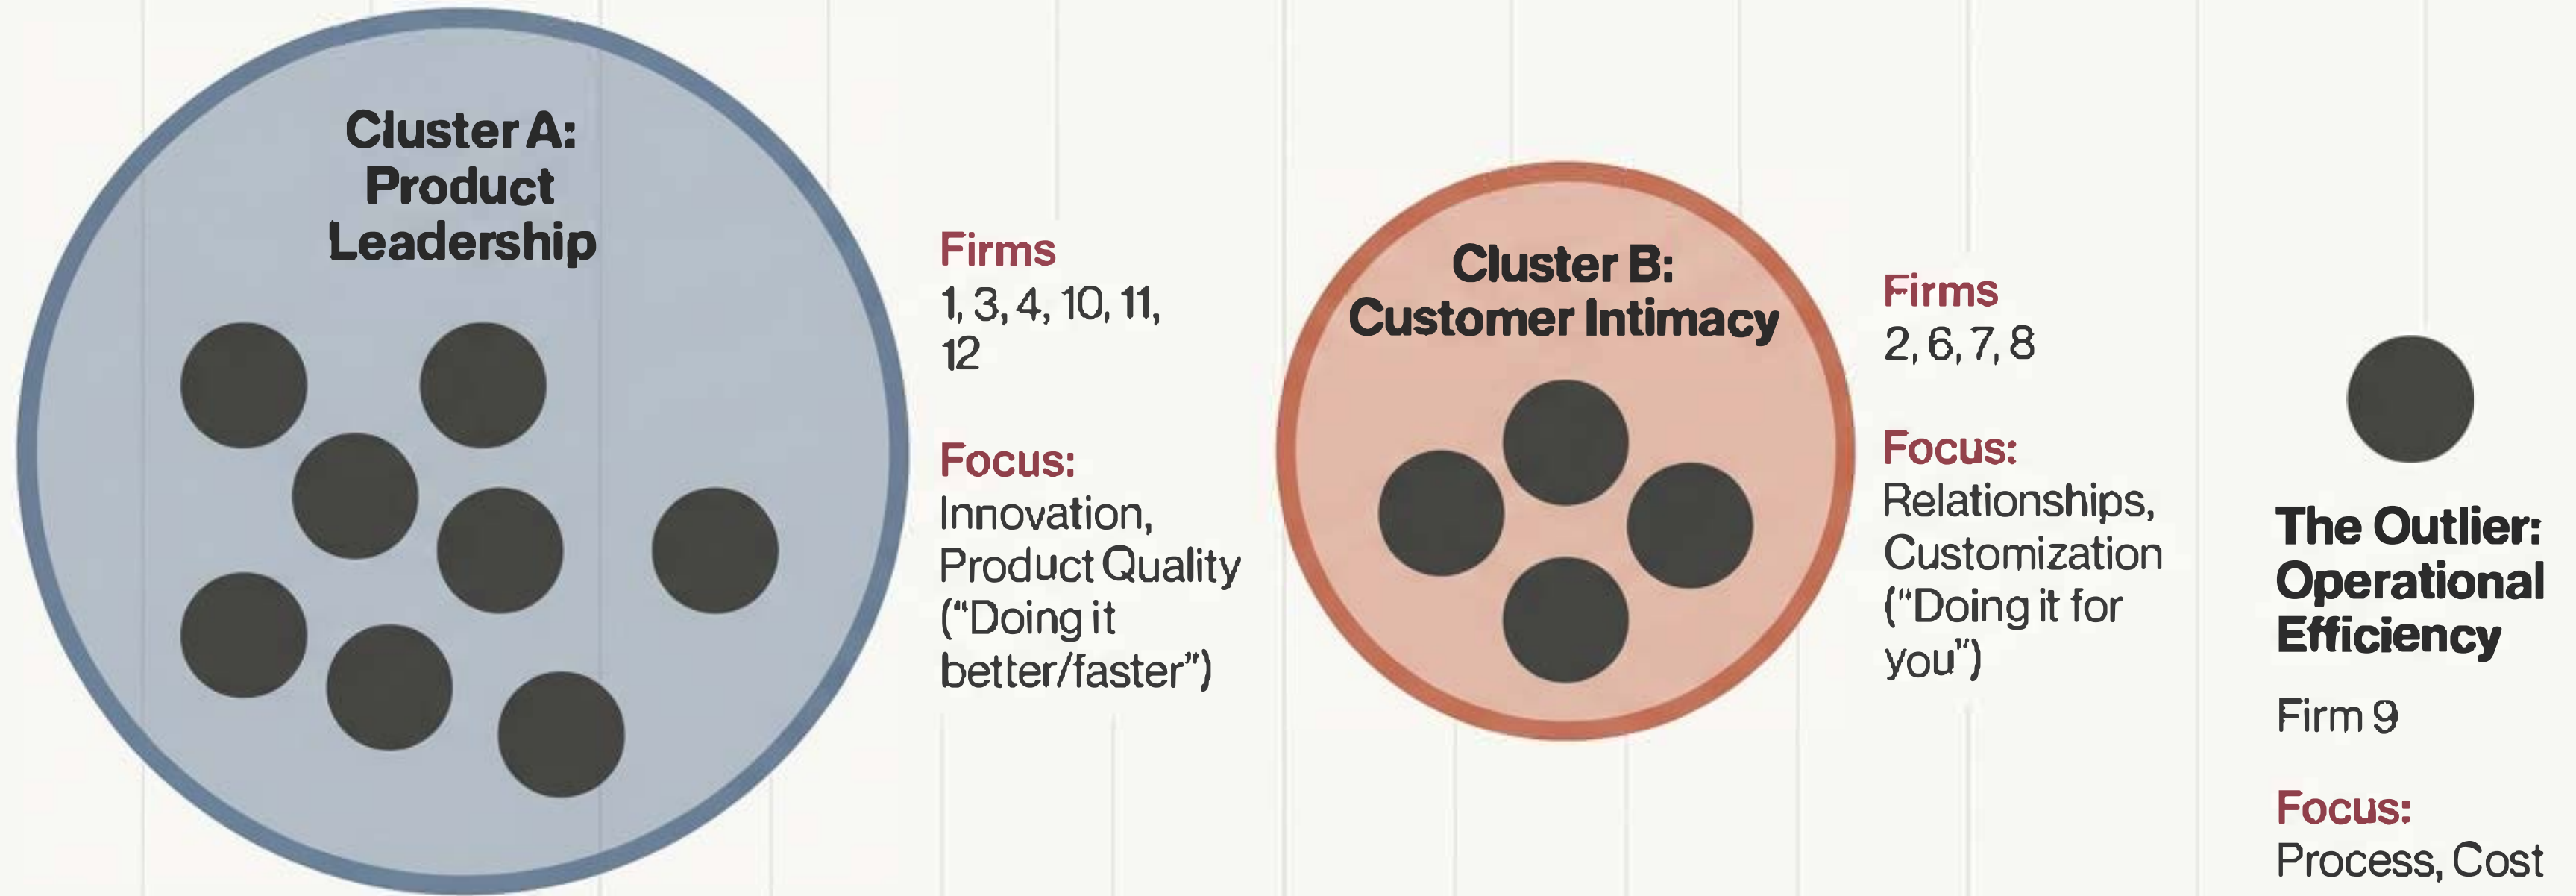 Cluster A:
Product
Leadership
Firms
1, 3, 4, 10, 11,
12
Focus:
Innovation,
Product Quality
("Doing it
better/faster")
Cluster B:
Customer Intimacy
Firms
2, 6, 7, 8
Focus:
Relationships,
Customization
("Doing it for
you")
The Outlier:
Operational
Efficiency
Firm 9
Focus:
Process, Cost